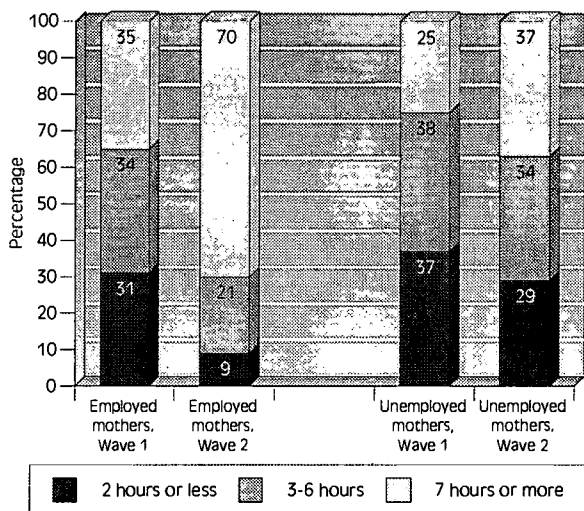 Percentage
100
90
80
70
60
50
40
30
20
10
0
35
34
31
70
21
9
25
38
37
37
34
29
Employed mothers, Wave 1
Employed mothers, Wave 2
Unemployed mothers, Wave 1
Unemployed mothers, Wave 2
2 hours or less
3-6 hours
7 hours or more